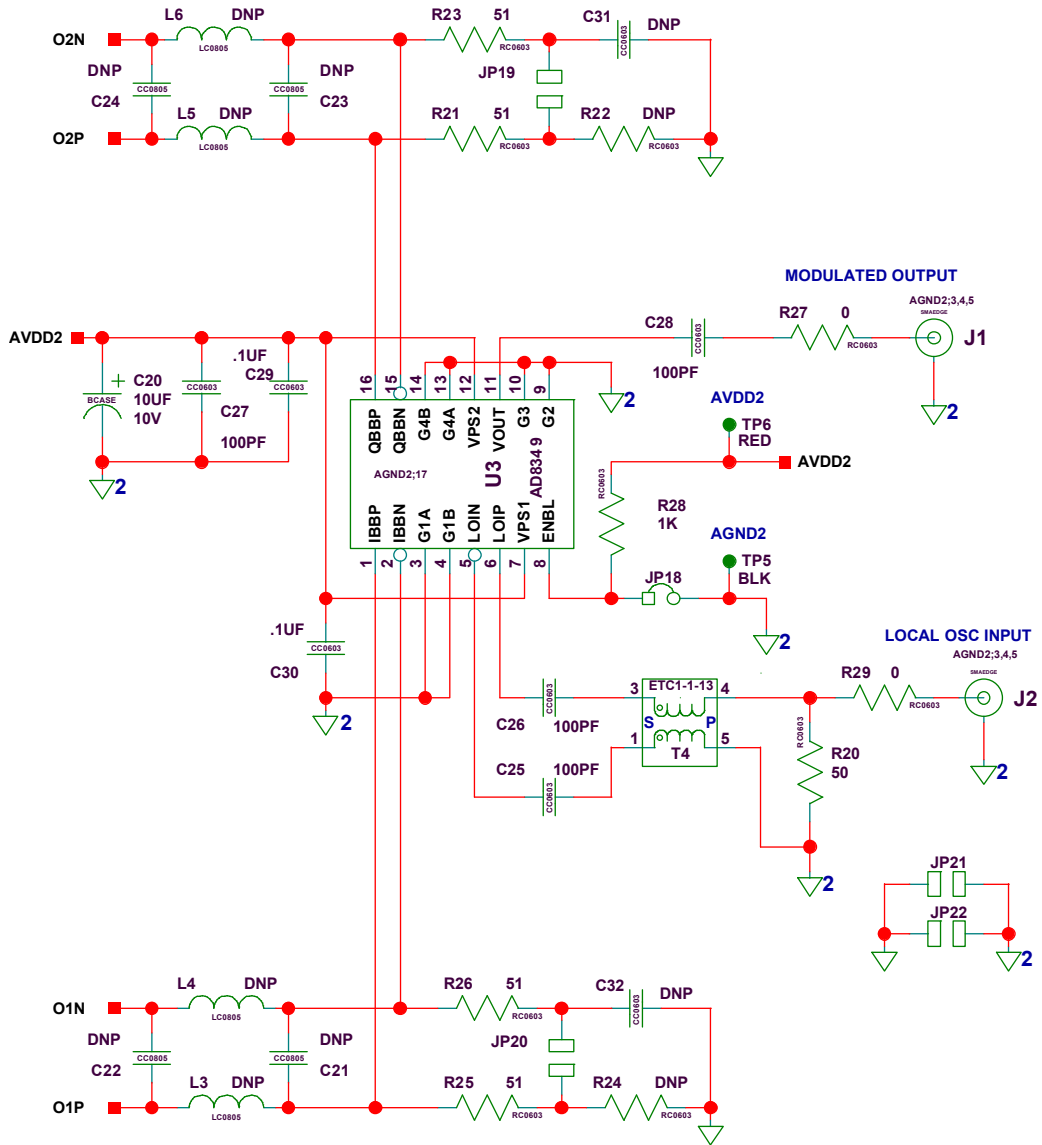 L6 DNP
LC0805
O2N
R23 51
RC0603
C31
DNP
CC0603
DNP
CC0805
C24
DNP
CC0805
C23
JP19
L5 DNP
LC0805
O2P
R21 51
RC0603
R22 DNP
RC0603
MODULATED OUTPUT
AGND2;3,4,5
SMAEDGE
J1
R27 0
RC0603
C28
CC0603
100PF
2
AVDD2
BCASE
+
C20
10UF
10V
CC0603
C27
100PF
.1UF
C29
CC0603
2
16 15 14 13 12 11 10 9
QBBP QBBN G4B G4A VPS2 VOUT G3 G2
AGND2;17
U3
AD8349
IBBP IBBN G1A G1B LOIN LOIP VPS1 ENBL
1 2 3 4 5 6 7 8
2
AVDD2
TP6
RED
AVDD2
RC0603
R28
1K
AGND2
TP5
BLK
JP18
2
.1UF
CC0603
C30
2
LOCAL OSC INPUT
AGND2;3,4,5
SMAEDGE
J2
R29 0
RC0603
2
C26
CC0603
100PF
C25
CC0603
100PF
ETC1-1-13
3 4
S P
1 5
T4
RC0603
R20
50
2
JP21
JP22
2
L4 DNP
LC0805
O1N
R26 51
RC0603
C32
DNP
CC0603
DNP
CC0805
C22
DNP
CC0805
C21
JP20
L3 DNP
LC0805
O1P
R25 51
RC0603
R24 DNP
RC0603